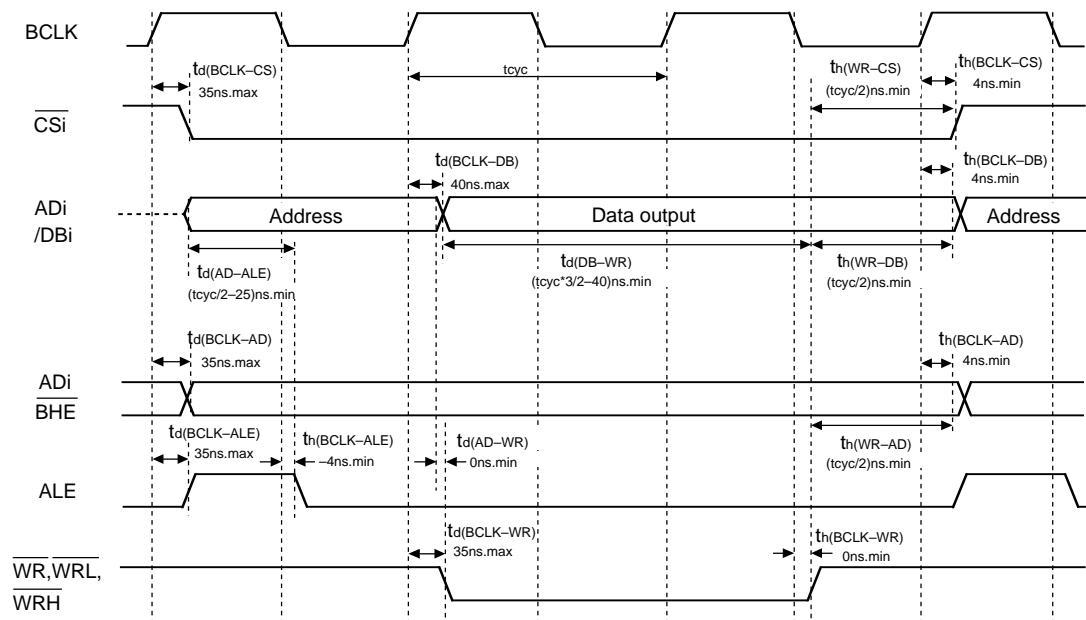 BCLK
td(BCLK–CS)
35ns.max
tcyc
th(WR–CS)
(tcyc/2)ns.min
th(BCLK–CS)
4ns.min
CSi
td(BCLK–DB)
40ns.max
th(BCLK–DB)
4ns.min
ADi
/DBi
Address
Data output
Address
td(AD–ALE)
(tcyc/2–25)ns.min
td(DB–WR)
(tcyc*3/2–40)ns.min
th(WR–DB)
(tcyc/2)ns.min
td(BCLK–AD)
35ns.max
th(BCLK–AD)
4ns.min
ADi
BHE
td(BCLK–ALE)
35ns.max
th(BCLK–ALE)
–4ns.min
td(AD–WR)
0ns.min
th(WR–AD)
(tcyc/2)ns.min
ALE
td(BCLK–WR)
35ns.max
th(BCLK–WR)
0ns.min
WR,WRL,
WRH